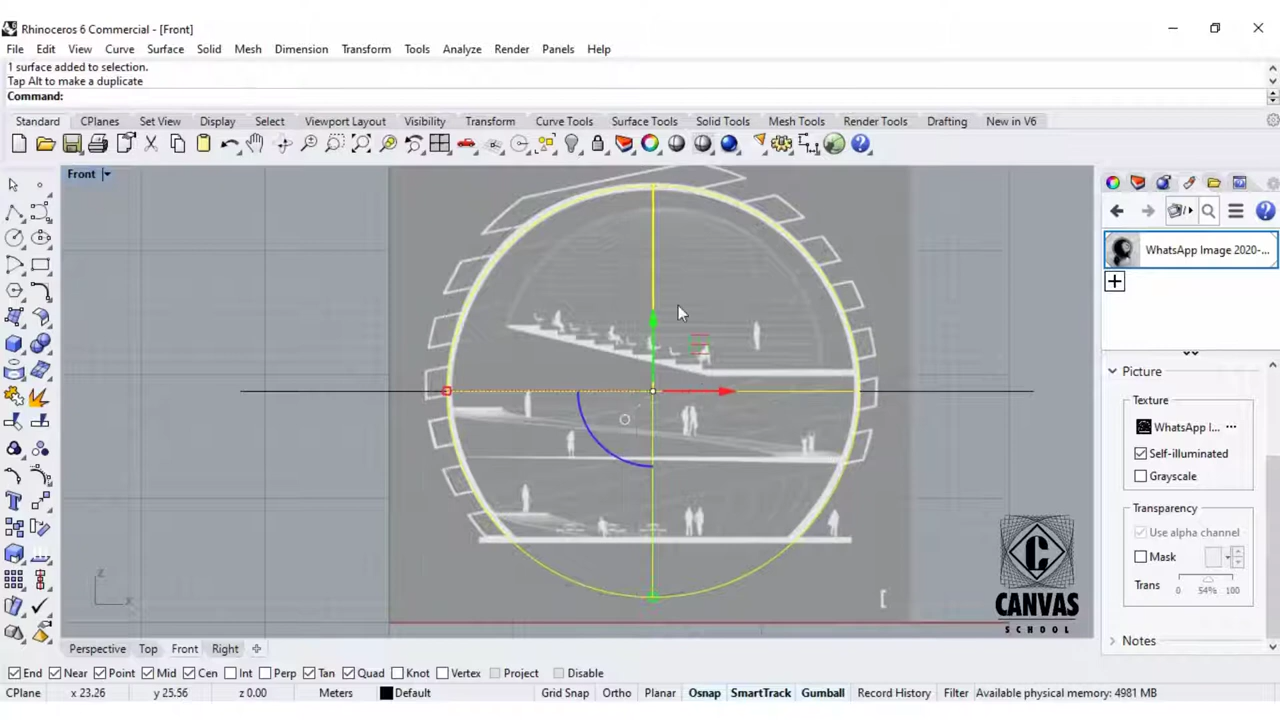 Rhinoceros 6 Commercial - [Front]
File Edit View Curve Surface Solid Mesh Dimension Transform Tools Analyze Render Panels Help
1 surface added to selection.
Tap Alt to make a duplicate
Command:
Standard CPlanes Set View Display Select Viewport Layout Visibility Transform Curve Tools Surface Tools Solid Tools Mesh Tools Render Tools Drafting New in V6
Front
WhatsApp Image 2020-...
Picture
Texture
WhatsApp I... ...
Self-illuminated
Grayscale
Transparency
Use alpha channel
Mask
Trans 0 54% 100
Notes
z
x
C
CANVAS
SCHOOL
Perspective Top Front Right
End Near Point Mid Cen Int Perp Tan Quad Knot Vertex Project Disable
CPlane x 23.26 y 25.56 z 0.00 Meters Default Grid Snap Ortho Planar Osnap SmartTrack Gumball Record History Filter Available physical memory: 4981 MB